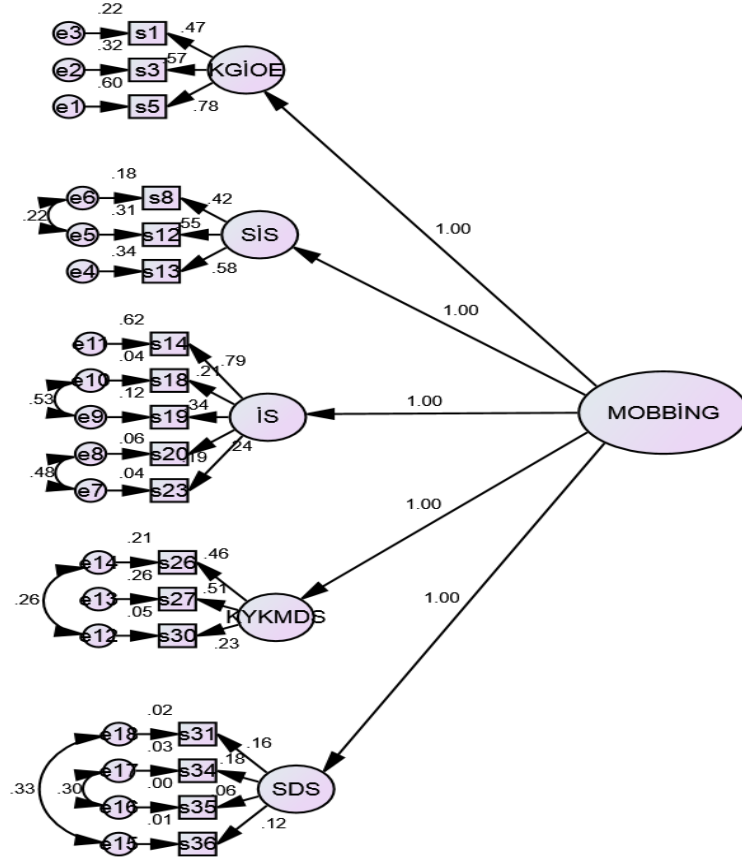 .22
e3 s1 .47
.32
e2 s3 .57 KGİOE
.60
e1 s5 .78
1.00
.18
e6 s8 .42
.22 .31
e5 s12 .55 SİS
.34
e4 s13 .58
1.00
.62
e11 s14 .79
.04
e10 s18 .21
.53 .12
e9 s19 .34 İS 1.00 MOBBİNG
.06
e8 s20 .19 .24
.48 .04
e7 s23
1.00
.21
e14 s26 .46
.26
.26 e13 s27 .51 KYKMDS
.05
e12 s30 .23
1.00
.02
e18 s31 .16
.03
e17 s34 .18
.33 .30 .00 SDS
e16 s35 .06
.01
e15 s36 .12